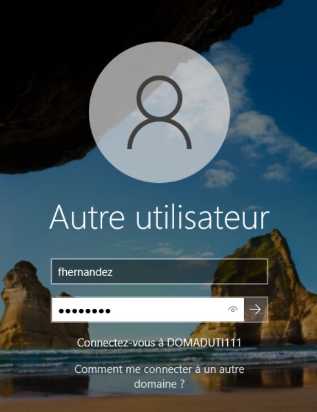 Autre utilisateur
fhernandez
••••••••
Connectez-vous à DOMADUTI111
Comment me connecter à un autre
domaine ?